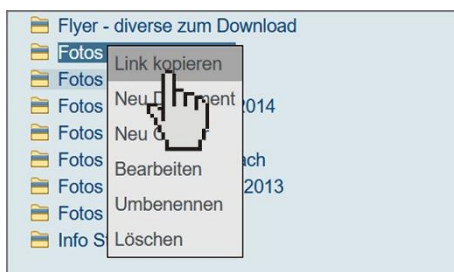 Flyer - diverse zum Download
Fotos
Link kopieren
Fotos
Neu
Fotos 2014
Neu
Fotos
Fotos
Bearbeiten
Fotos 2013
Umbenennen
Fotos
Info
Löschen